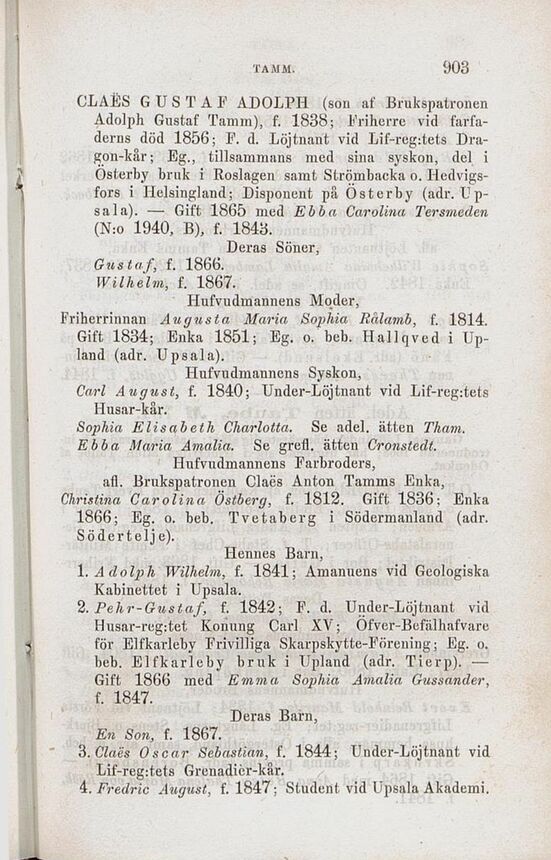 TAMM. 903
CLAËS GUSTAF ADOLPH (son af Brukspatronen
Adolph Gustaf Tamm), f. 1838; Friherre vid farfa-
derns död 1856; F. d. Löjtnant vid Lif-reg:tets Dra-
gon-kår; Eg., tillsammans med sina syskon, del i
Österby bruk i Roslagen samt Strömbacka o. Hedvigs-
fors i Helsingland; Disponent på Österby (adr. Up-
sala). — Gift 1865 med Ebba Carolina Tersmeden
(N:o 1940, B), f. 1843.
Deras Söner,
Gustaf, f. 1866.
Wilhelm, f. 1867.
Hufvudmannens Moder,
Friherrinnan Augusta Maria Sophia Rålamb, f. 1814.
Gift 1834; Enka 1851; Eg. o. beb. Hallqved i Up-
land (adr. Upsala).
Hufvudmannens Syskon,
Carl August, f. 1840; Under-Löjtnant vid Lif-reg:tets
Husar-kår.
Sophia Elisabeth Charlotta. Se adel. ätten Tham.
Ebba Maria Amalia. Se grefl. ätten Cronstedt.
Hufvudmannens Farbroders,
afl. Brukspatronen Claës Anton Tamms Enka,
Christina Carolina Östberg, f. 1812. Gift 1836; Enka
1866; Eg. o. beb. Tvetaberg i Södermanland (adr.
Södertelje).
Hennes Barn,
1. Adolph Wilhelm, f. 1841; Amanuens vid Geologiska
Kabinettet i Upsala.
2. Pehr-Gustaf, f. 1842; F. d. Under-Löjtnant vid
Husar-reg:tet Konung Carl XV; Öfver-Befälhafvare
för Elfkarleby Frivilliga Skarpskytte-Förening; Eg. o.
beb. Elfkarleby bruk i Upland (adr. Tierp). —
Gift 1866 med Emma Sophia Amalia Gussander,
f. 1847.
Deras Barn,
En Son, f. 1867.
3. Claës Oscar Sebastian, f. 1844; Under-Löjtnant vid
Lif-reg:tets Grenadier-kår.
4. Fredric August, f. 1847; Student vid Upsala Akademi.